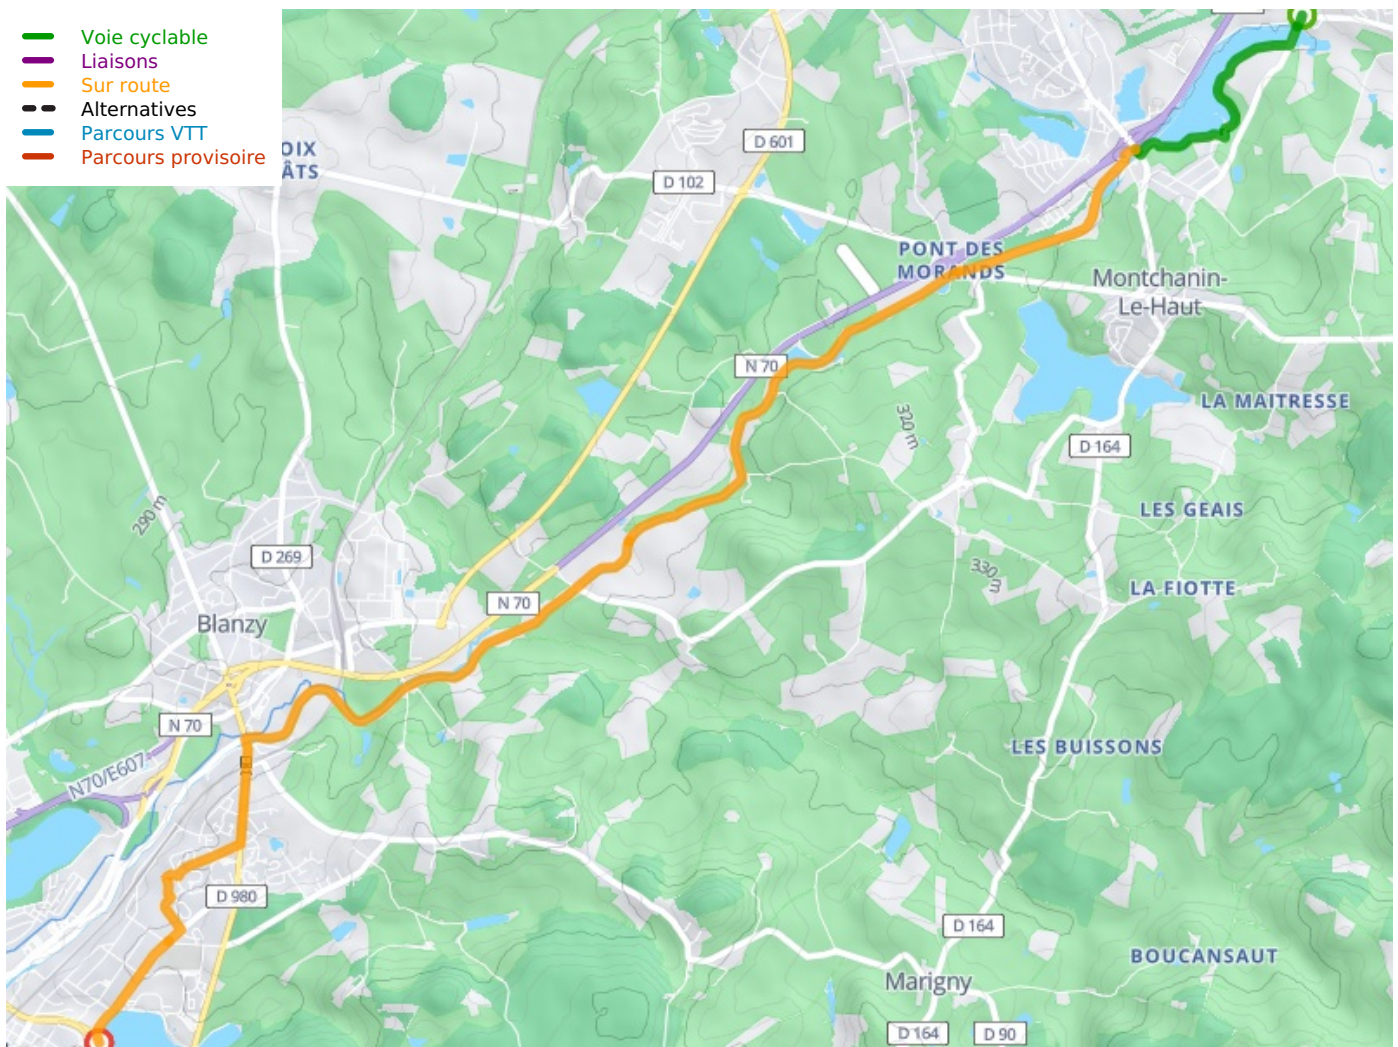 Voie cyclable
Liaisons
Sur route
Alternatives
Parcours VTT
Parcours provisoire
OIX
ÂTS
D 601
D 102
PONT DES
MORANDS
Montchanin-
Le-Haut
N 70
LA MAITRESSE
320 m
D 164
290 m
LES GEAIS
D 269
330 m
LA FIOTTE
N 70
Blanzy
N 70
LES BUISSONS
N70/E607
D 980
D 164
BOUCANSAUT
Marigny
D 164
D 90